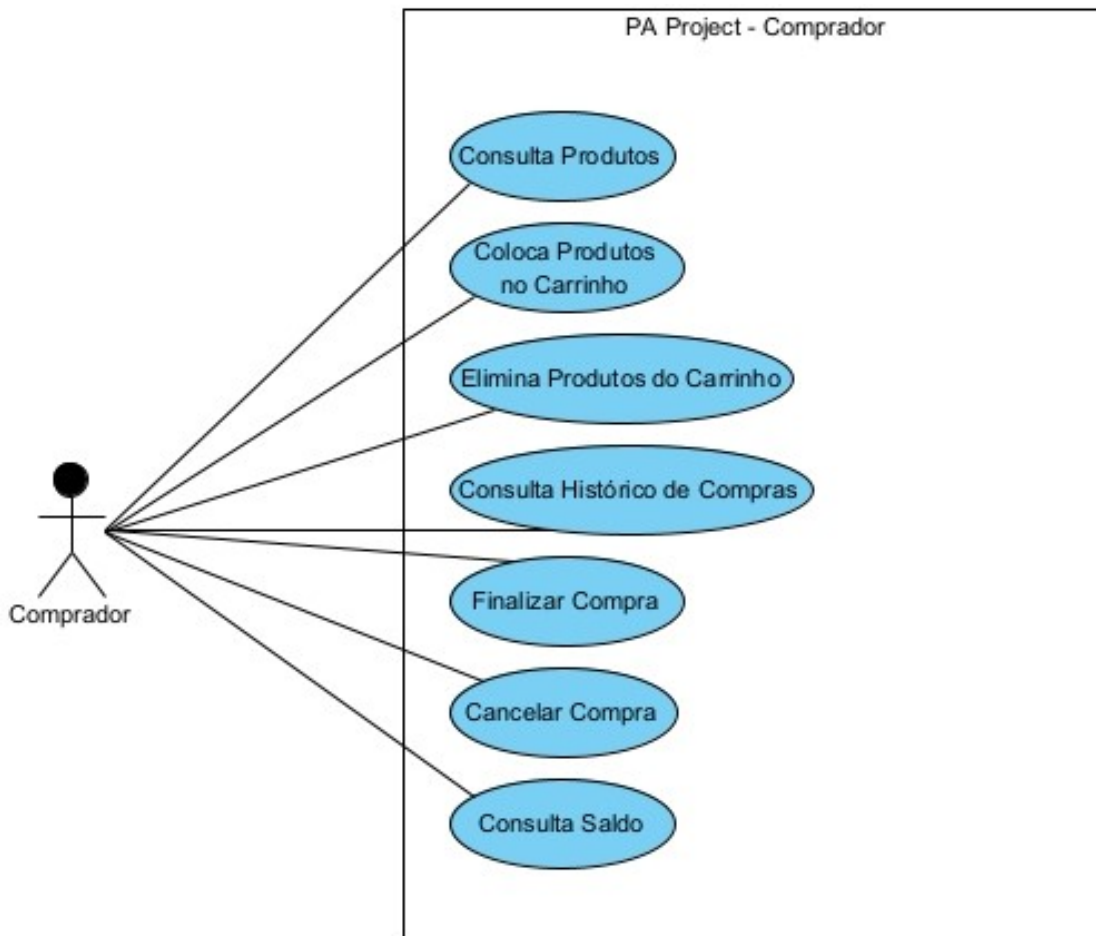 PA Project - Comprador
Consulta Produtos
Coloca Produtos
no Carrinho
Elimina Produtos do Carrinho
Consulta Histórico de Compras
Finalizar Compra
Comprador
Cancelar Compra
Consulta Saldo